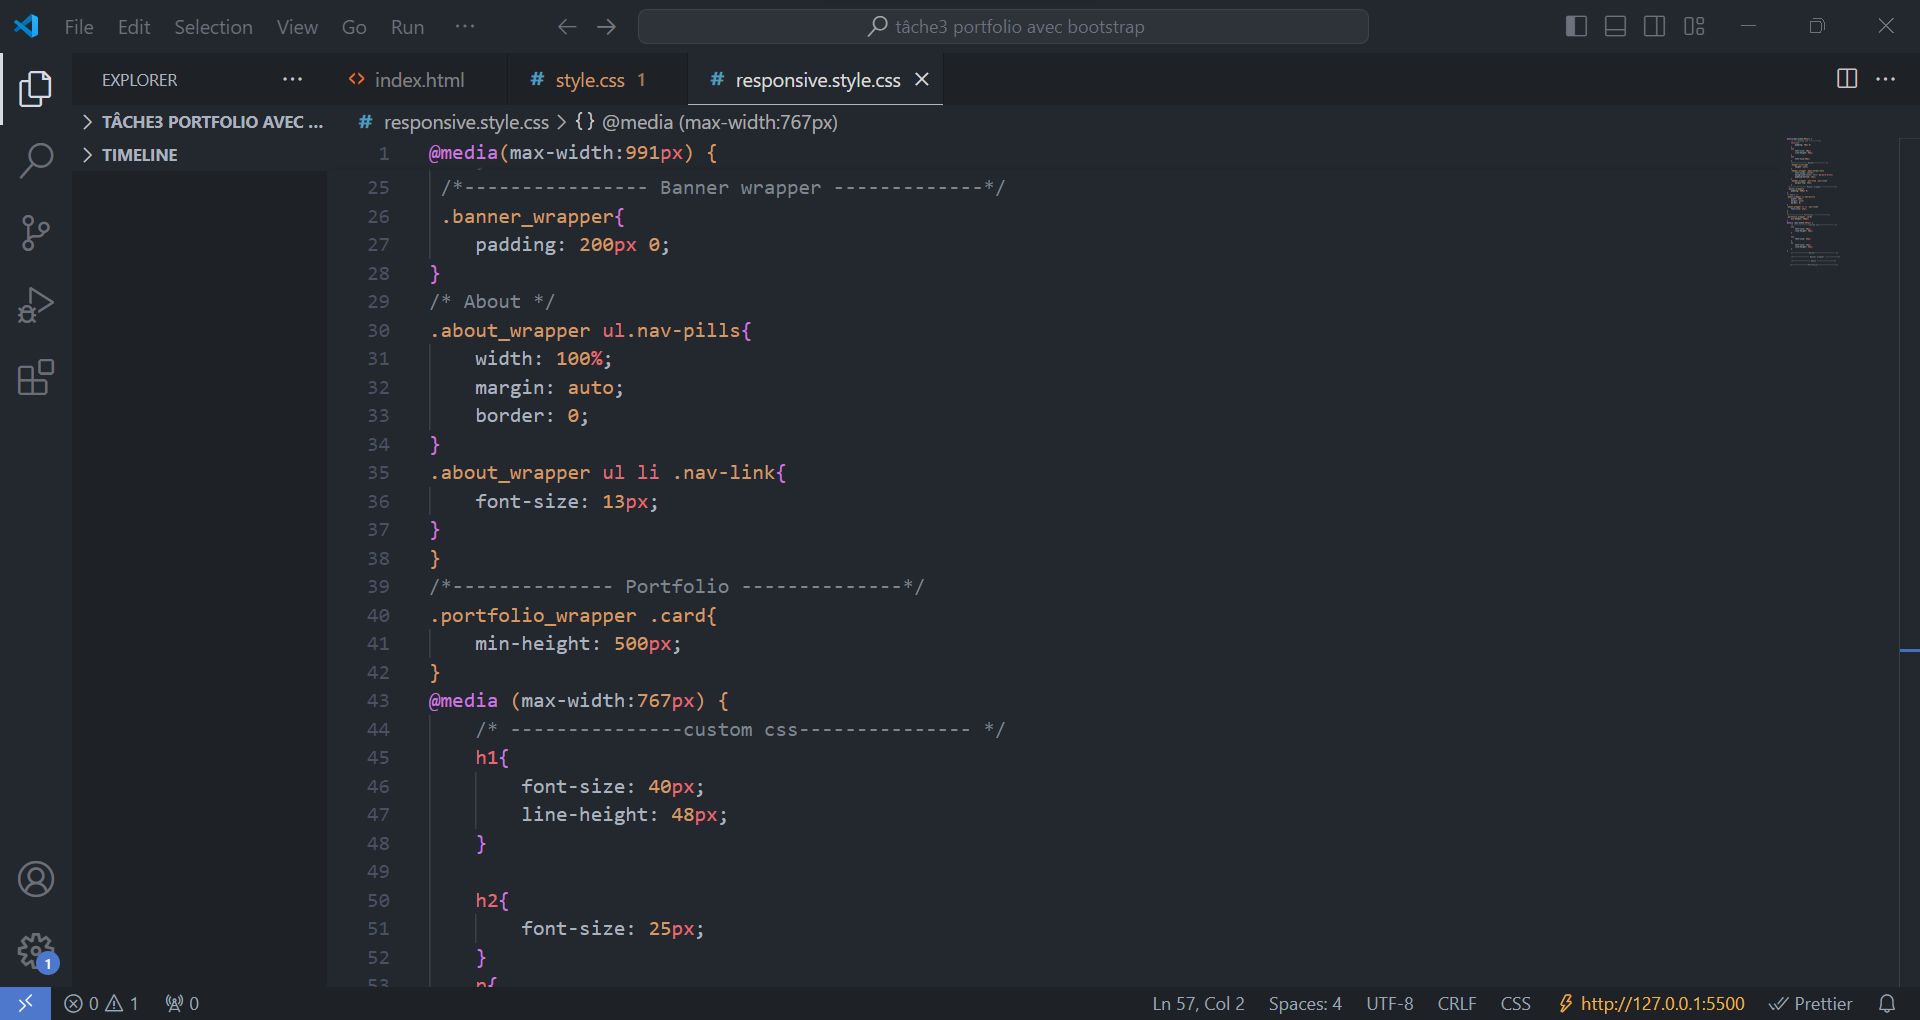 File Edit Selection View Go Run ···
tâche3 portfolio avec bootstrap
EXPLORER ···
index.html
# style.css 1
# responsive.style.css
TÂCHE3 PORTFOLIO AVEC ...
TIMELINE
# responsive.style.css > {} @media (max-width:767px)
1 @media(max-width:991px) {
25 /*---------------- Banner wrapper -------------*/
26 .banner_wrapper{
27 padding: 200px 0;
28 }
29 /* About */
30 .about_wrapper ul.nav-pills{
31 width: 100%;
32 margin: auto;
33 border: 0;
34 }
35 .about_wrapper ul li .nav-link{
36 font-size: 13px;
37 }
38 }
39 /*-------------- Portfolio --------------*/
40 .portfolio_wrapper .card{
41 min-height: 500px;
42 }
43 @media (max-width:767px) {
44 /* ---------------custom css--------------- */
45 h1{
46 font-size: 40px;
47 line-height: 48px;
48 }
49
50 h2{
51 font-size: 25px;
52 }
53 p{
1
0 1 0
Ln 57, Col 2 Spaces: 4 UTF-8 CRLF CSS http://127.0.0.1:5500 Prettier